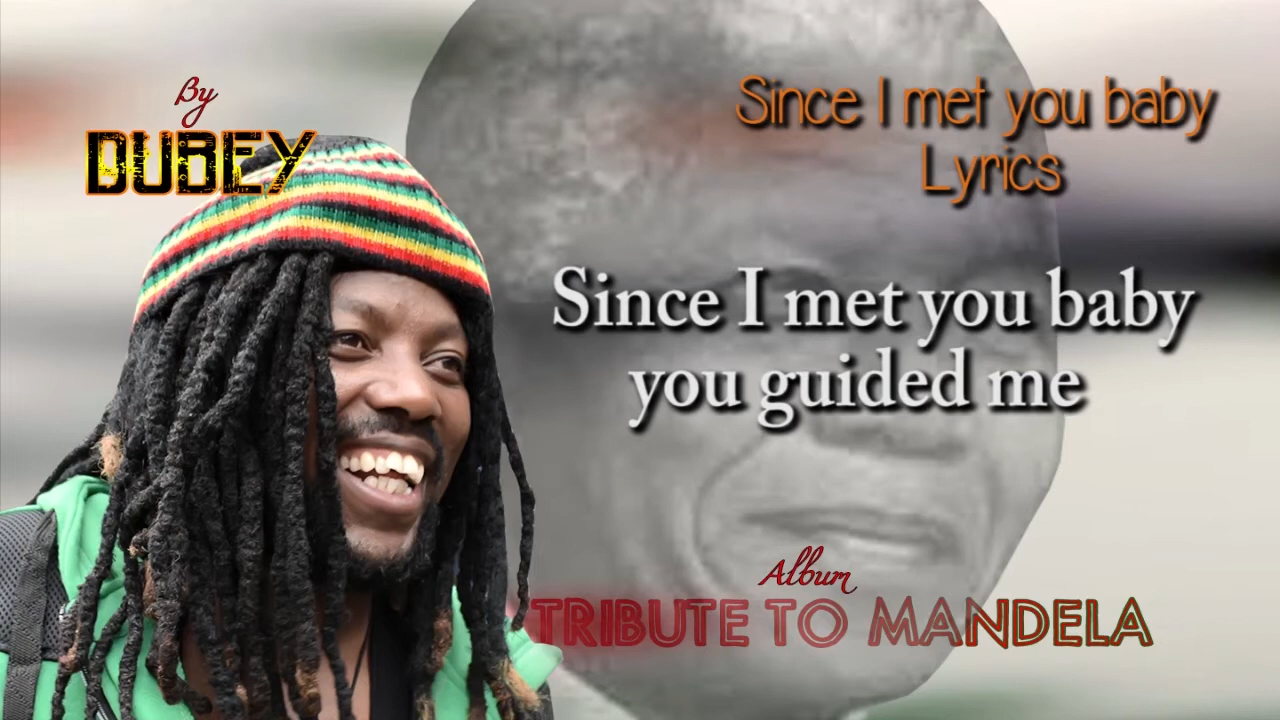 By
DUBEY
Since I met you baby
Lyrics
Since I met you baby
you guided me
Album
TRIBUTE TO MANDELA